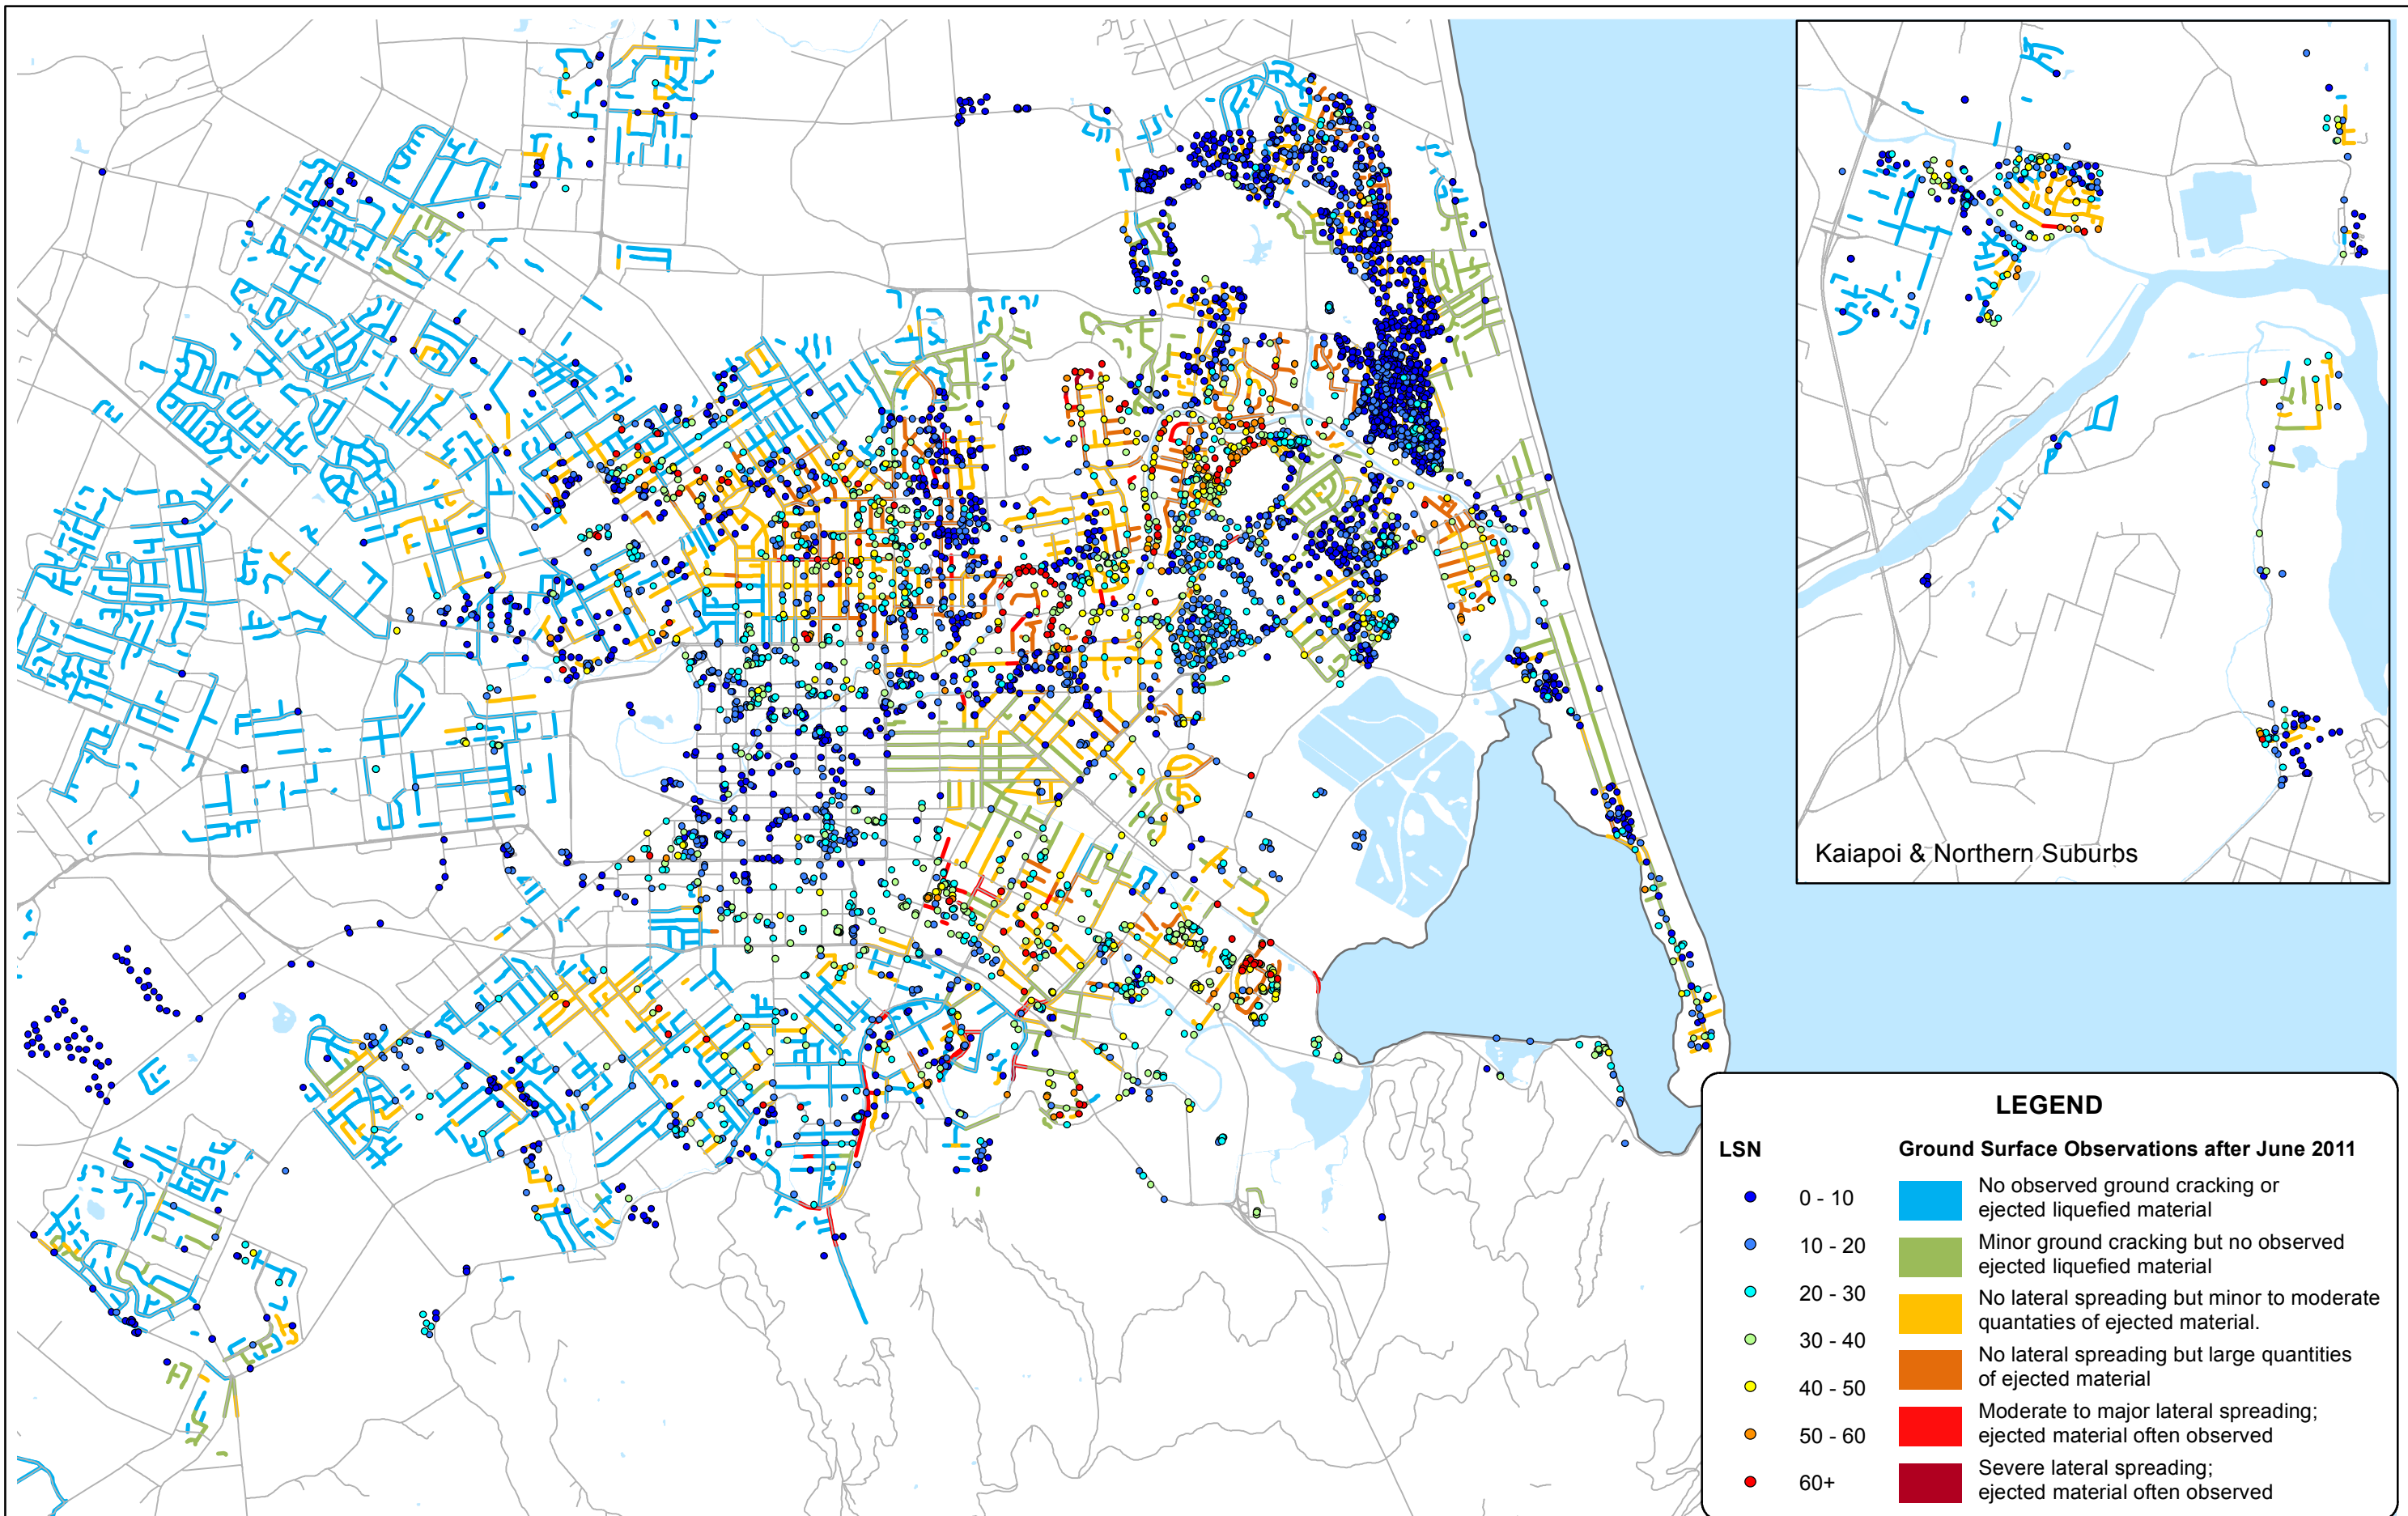 Kaiapoi & Northern Suburbs
LEGEND
LSN
Ground Surface Observations after June 2011
0 - 10
No observed ground cracking or
ejected liquefied material
10 - 20
Minor ground cracking but no observed
ejected liquefied material
20 - 30
No lateral spreading but minor to moderate
quantaties of ejected material.
30 - 40
No lateral spreading but large quantities
of ejected material
40 - 50
Moderate to major lateral spreading;
ejected material often observed
50 - 60
Severe lateral spreading;
ejected material often observed
60+